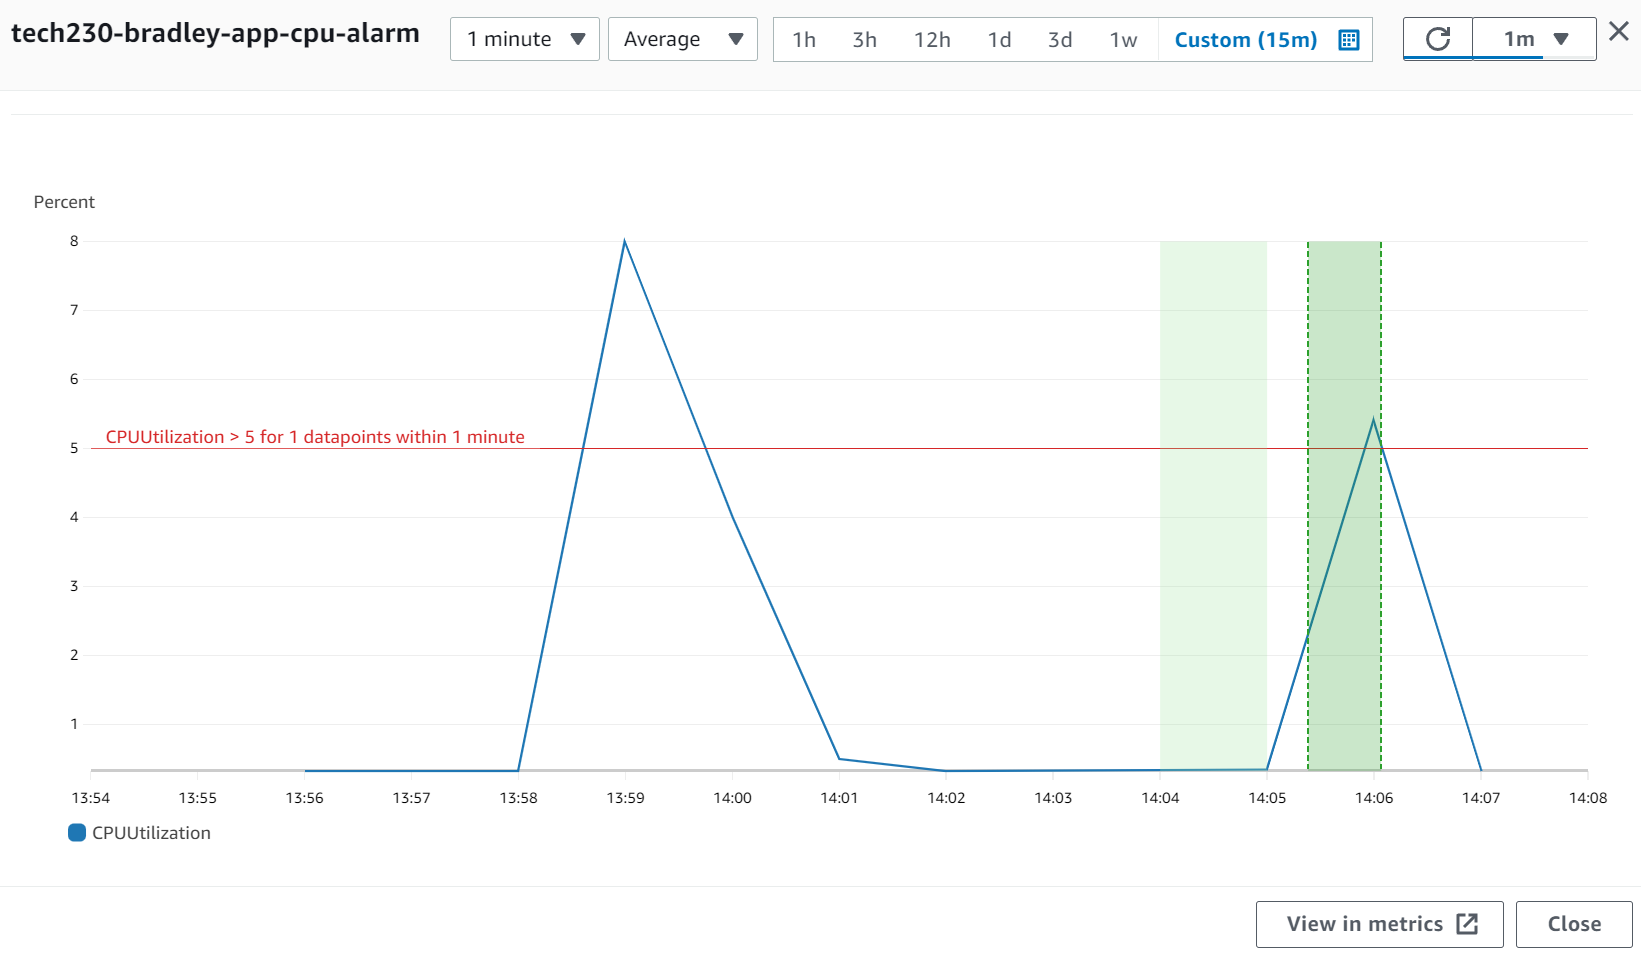 tech230-bradley-app-cpu-alarm
1 minute
Average
1h 3h 12h 1d 3d 1w Custom (15m)
1m
Percent
8
7
6
CPUUtilization > 5 for 1 datapoints within 1 minute
5
4
3
2
1
13:54 13:55 13:56 13:57 13:58 13:59 14:00 14:01 14:02 14:03 14:04 14:05 14:06 14:07 14:08
CPUUtilization
View in metrics
Close